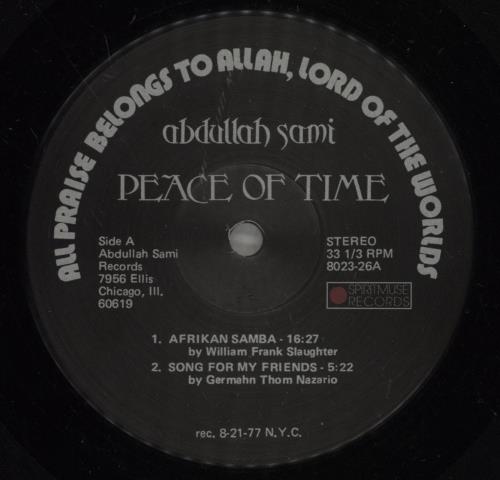 ALL PRAISE BELONGS TO ALLAH, LORD OF THE WORLDS
abdullah sami
PEACE OF TIME
Side A
Abdullah Sami
Records
7956 Ellis
Chicago, Ill.
60619
STEREO
33 1/3 RPM
8023-26A
SPIRITMUSE
RECORDS
1. AFRIKAN SAMBA - 16:27
by William Frank Slaughter
2. SONG FOR MY FRIENDS - 5:22
by Germahn Thom Nazario
rec. 8-21-77 N.Y.C.